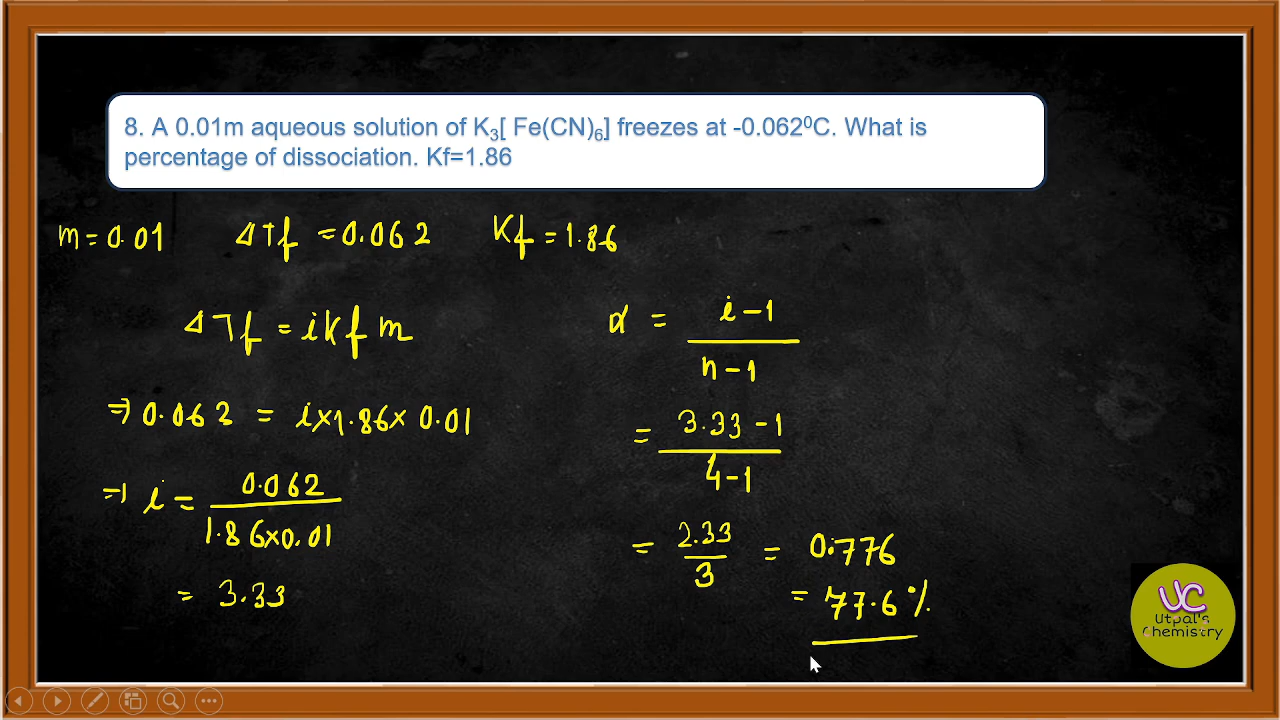 8. A 0.01m aqueous solution of K₃[ Fe(CN)₆] freezes at -0.062⁰C. What is
percentage of dissociation. Kf=1.86
m = 0.01 ΔTf = 0.062 Kf = 1.86
ΔTf = i kf m
⇒ 0.062 = i×1.86× 0.01
⇒ i = 0.062 / 1.86×0.01
= 3.33
α = i-1 / n-1
= 3.33-1 / 4-1
= 2.33 / 3 = 0.776
= 77.6%
UC
Utpal's
Chemistry